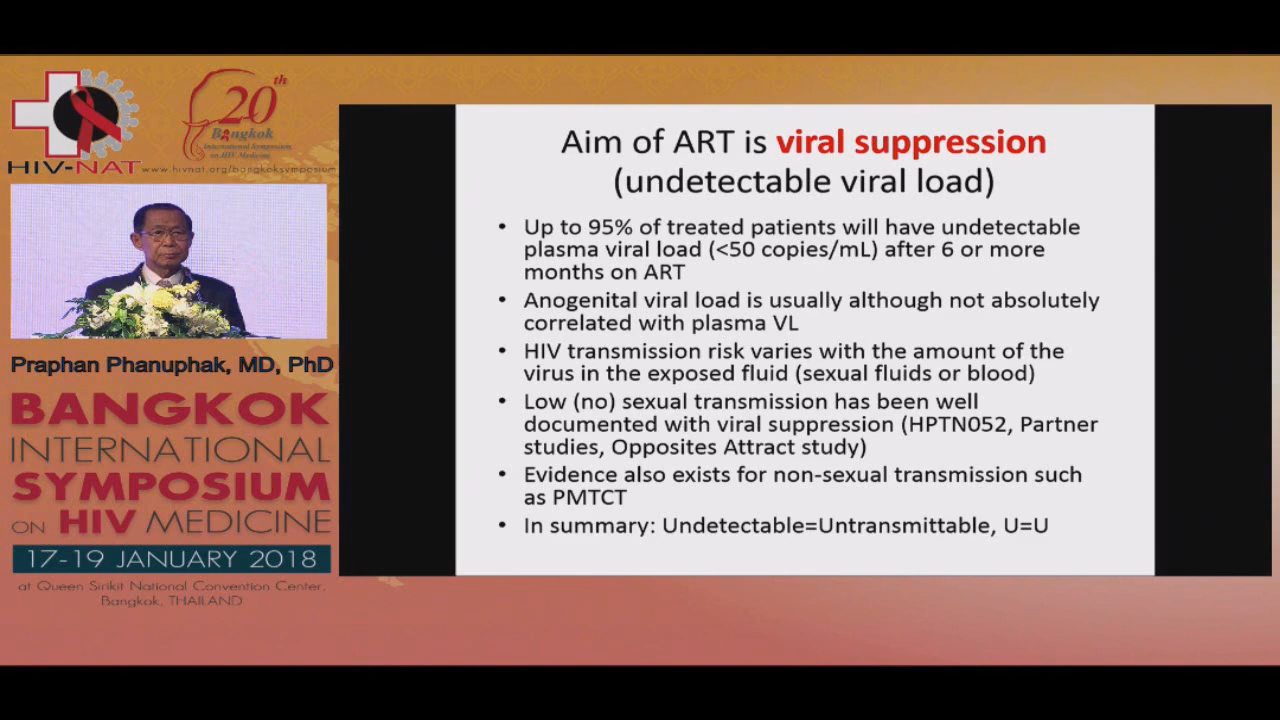 HIV-NAT
20th
Bangkok
International Symposium
on HIV Medicine
www.hivnat.org/bangkoksymposium
Praphan Phanuphak, MD, PhD
BANGKOK
INTERNATIONAL
SYMPOSIUM
ON HIV MEDICINE
17-19 JANUARY 2018
at Queen Sirikit National Convention Center,
Bangkok, THAILAND
Aim of ART is viral suppression
(undetectable viral load)
• Up to 95% of treated patients will have undetectable
plasma viral load (<50 copies/mL) after 6 or more
months on ART
• Anogenital viral load is usually although not absolutely
correlated with plasma VL
• HIV transmission risk varies with the amount of the
virus in the exposed fluid (sexual fluids or blood)
• Low (no) sexual transmission has been well
documented with viral suppression (HPTN052, Partner
studies, Opposites Attract study)
• Evidence also exists for non-sexual transmission such
as PMTCT
• In summary: Undetectable=Untransmittable, U=U